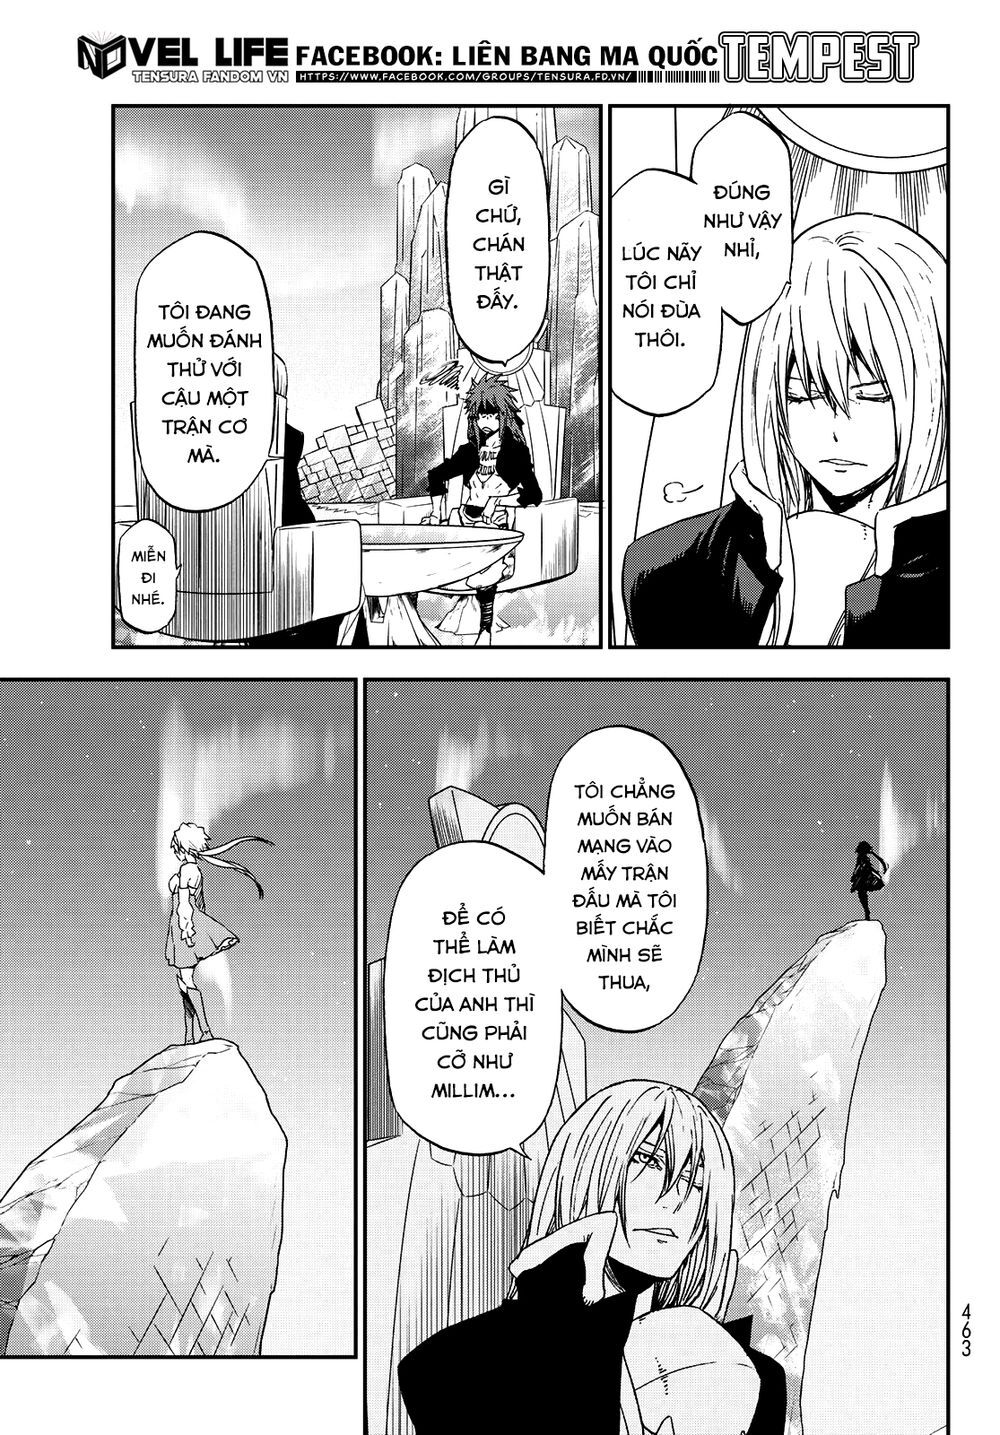 NOVEL LIFE
TENSURA FANDOM VN
FACEBOOK: LIÊN BANG MA QUỐC
HTTPS://WWW.FACEBOOK.COM/GROUPS/TENSURA.FD.VN/
TEMPEST
ĐÚNG
NHƯ VẬY
NHỈ,
LÚC NÃY
TÔI CHỈ
NÓI ĐÙA
THÔI.
GÌ
CHỨ,
CHÁN
THẬT
ĐẤY.
TÔI ĐANG
MUỐN ĐÁNH
THỬ VỚI
CẬU MỘT
TRẬN CƠ
MÀ.
MIỄN
ĐI
NHÉ.
TÔI CHẲNG
MUỐN BÁN
MẠNG VÀO
MẤY TRẬN
ĐẤU MÀ TÔI
BIẾT CHẮC
MÌNH SẼ
THUA,
ĐỂ CÓ
THỂ LÀM
ĐỊCH THỦ
CỦA ANH THÌ
CŨNG PHẢI
CỠ NHƯ
MILLIM...
463